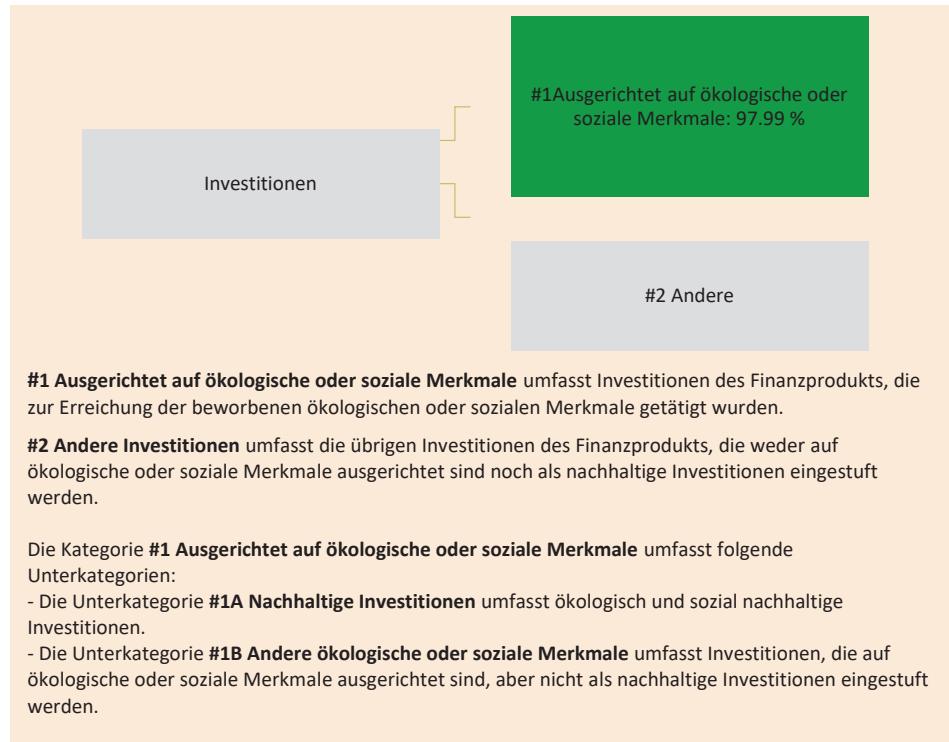 #1Ausgerichtet auf ökologische oder
soziale Merkmale: 97.99 %
Investitionen
#2 Andere
#1 Ausgerichtet auf ökologische oder soziale Merkmale umfasst Investitionen des Finanzprodukts, die
zur Erreichung der beworbenen ökologischen oder sozialen Merkmale getätigt wurden.
#2 Andere Investitionen umfasst die übrigen Investitionen des Finanzprodukts, die weder auf
ökologische oder soziale Merkmale ausgerichtet sind noch als nachhaltige Investitionen eingestuft
werden.
Die Kategorie #1 Ausgerichtet auf ökologische oder soziale Merkmale umfasst folgende
Unterkategorien:
- Die Unterkategorie #1A Nachhaltige Investitionen umfasst ökologisch und sozial nachhaltige
Investitionen.
- Die Unterkategorie #1B Andere ökologische oder soziale Merkmale umfasst Investitionen, die auf
ökologische oder soziale Merkmale ausgerichtet sind, aber nicht als nachhaltige Investitionen eingestuft
werden.